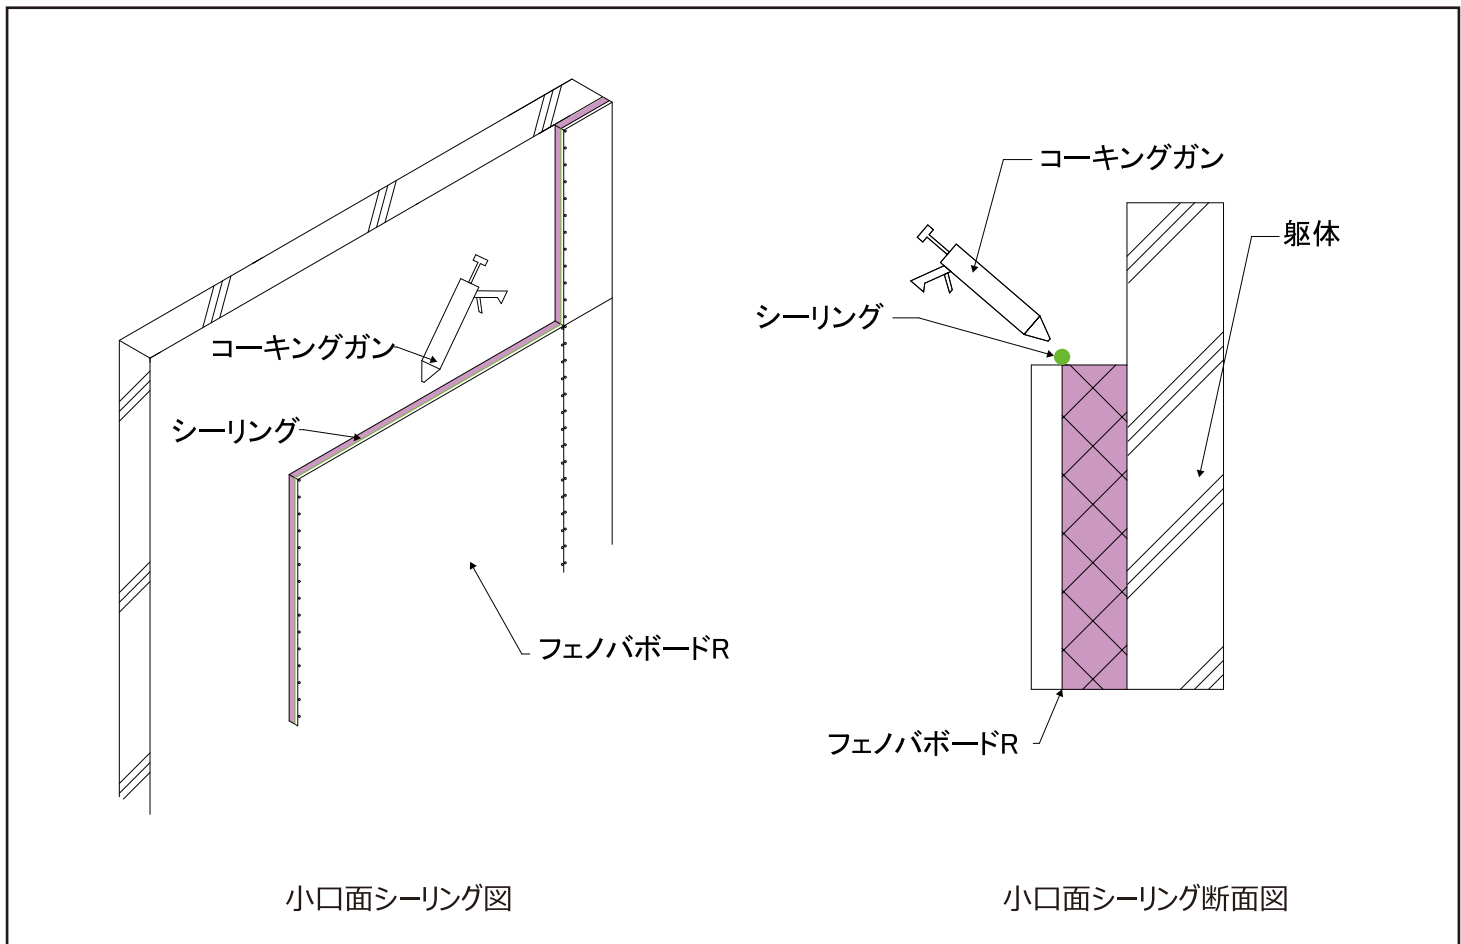 コーキングガン
シーリング
フェノバボードR
小口面シーリング図
コーキングガン
躯体
シーリング
フェノバボードR
小口面シーリング断面図